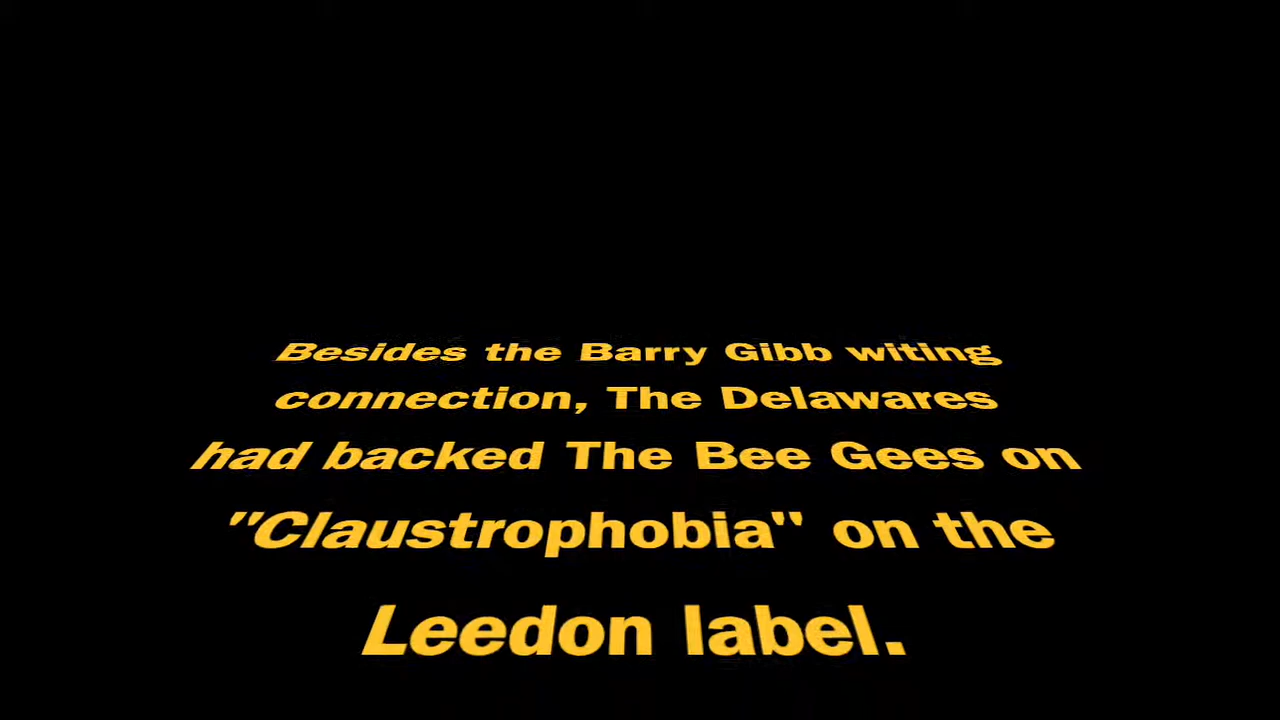 Besides the Barry Gibb witing
connection, The Delawares
had backed The Bee Gees on
"Claustrophobia" on the
Leedon label.